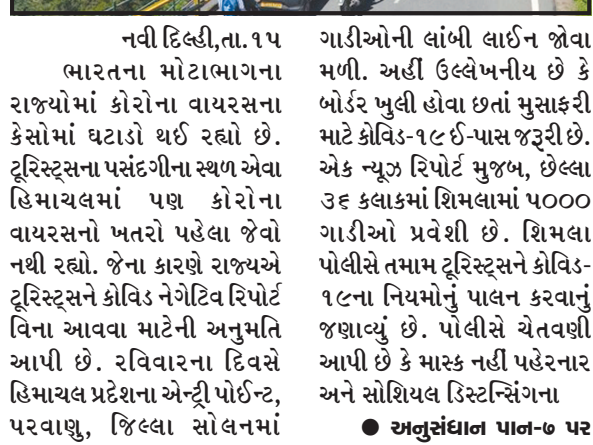 નવી દિલ્હી,તા.૧૫
ભારતના મોટાભાગના
રાજ્યોમાં કોરોના વાયરસના
કેસોમાં ઘટાડો થઈ રહ્યો છે.
ટૂરિસ્ટ્સના પસંદગીના સ્થળ એવા
હિમાચલમાં પણ કોરોના
વાયરસનો ખતરો પહેલા જેવો
નથી રહ્યો. જેના કારણે રાજ્યએ
ટૂરિસ્ટ્સને કોવિડ નેગેટિવ રિપોર્ટ
વિના આવવા માટેની અનુમતિ
આપી છે. રવિવારના દિવસે
હિમાચલ પ્રદેશના એન્ટ્રી પોઈન્ટ,
પરવાણુ, જિલ્લા સોલનમાં
ગાડીઓની લાંબી લાઈન જોવા
મળી. અહીં ઉલ્લેખનીય છે કે
બોર્ડર ખુલી હોવા છતાં મુસાફરી
માટે કોવિડ-૧૯ ઈ-પાસ જરૂરી છે.
એક ન્યૂઝ રિપોર્ટ મુજબ, છેલ્લા
૩૬ કલાકમાં શિમલામાં ૫૦૦૦
ગાડીઓ પ્રવેશી છે. શિમલા
પોલીસે તમામ ટૂરિસ્ટ્સને કોવિડ-
૧૯ના નિયમોનું પાલન કરવાનું
જણાવ્યું છે. પોલીસે ચેતવણી
આપી છે કે માસ્ક નહીં પહેરનાર
અને સોશિયલ ડિસ્ટન્સિંગના
● અનુસંધાન પાન-૭ પર